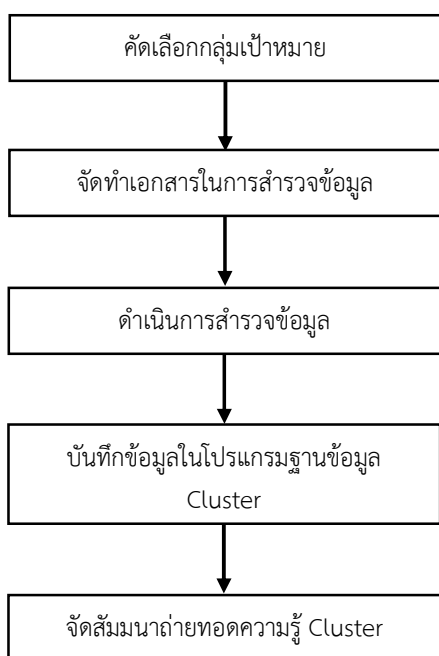 คัดเลือกกลุ่มเป้าหมาย
จัดทำเอกสารในการสำรวจข้อมูล
ดำเนินการสำรวจข้อมูล
บันทึกข้อมูลในโปรแกรมฐานข้อมูล
Cluster
จัดสัมมนาถ่ายทอดความรู้ Cluster